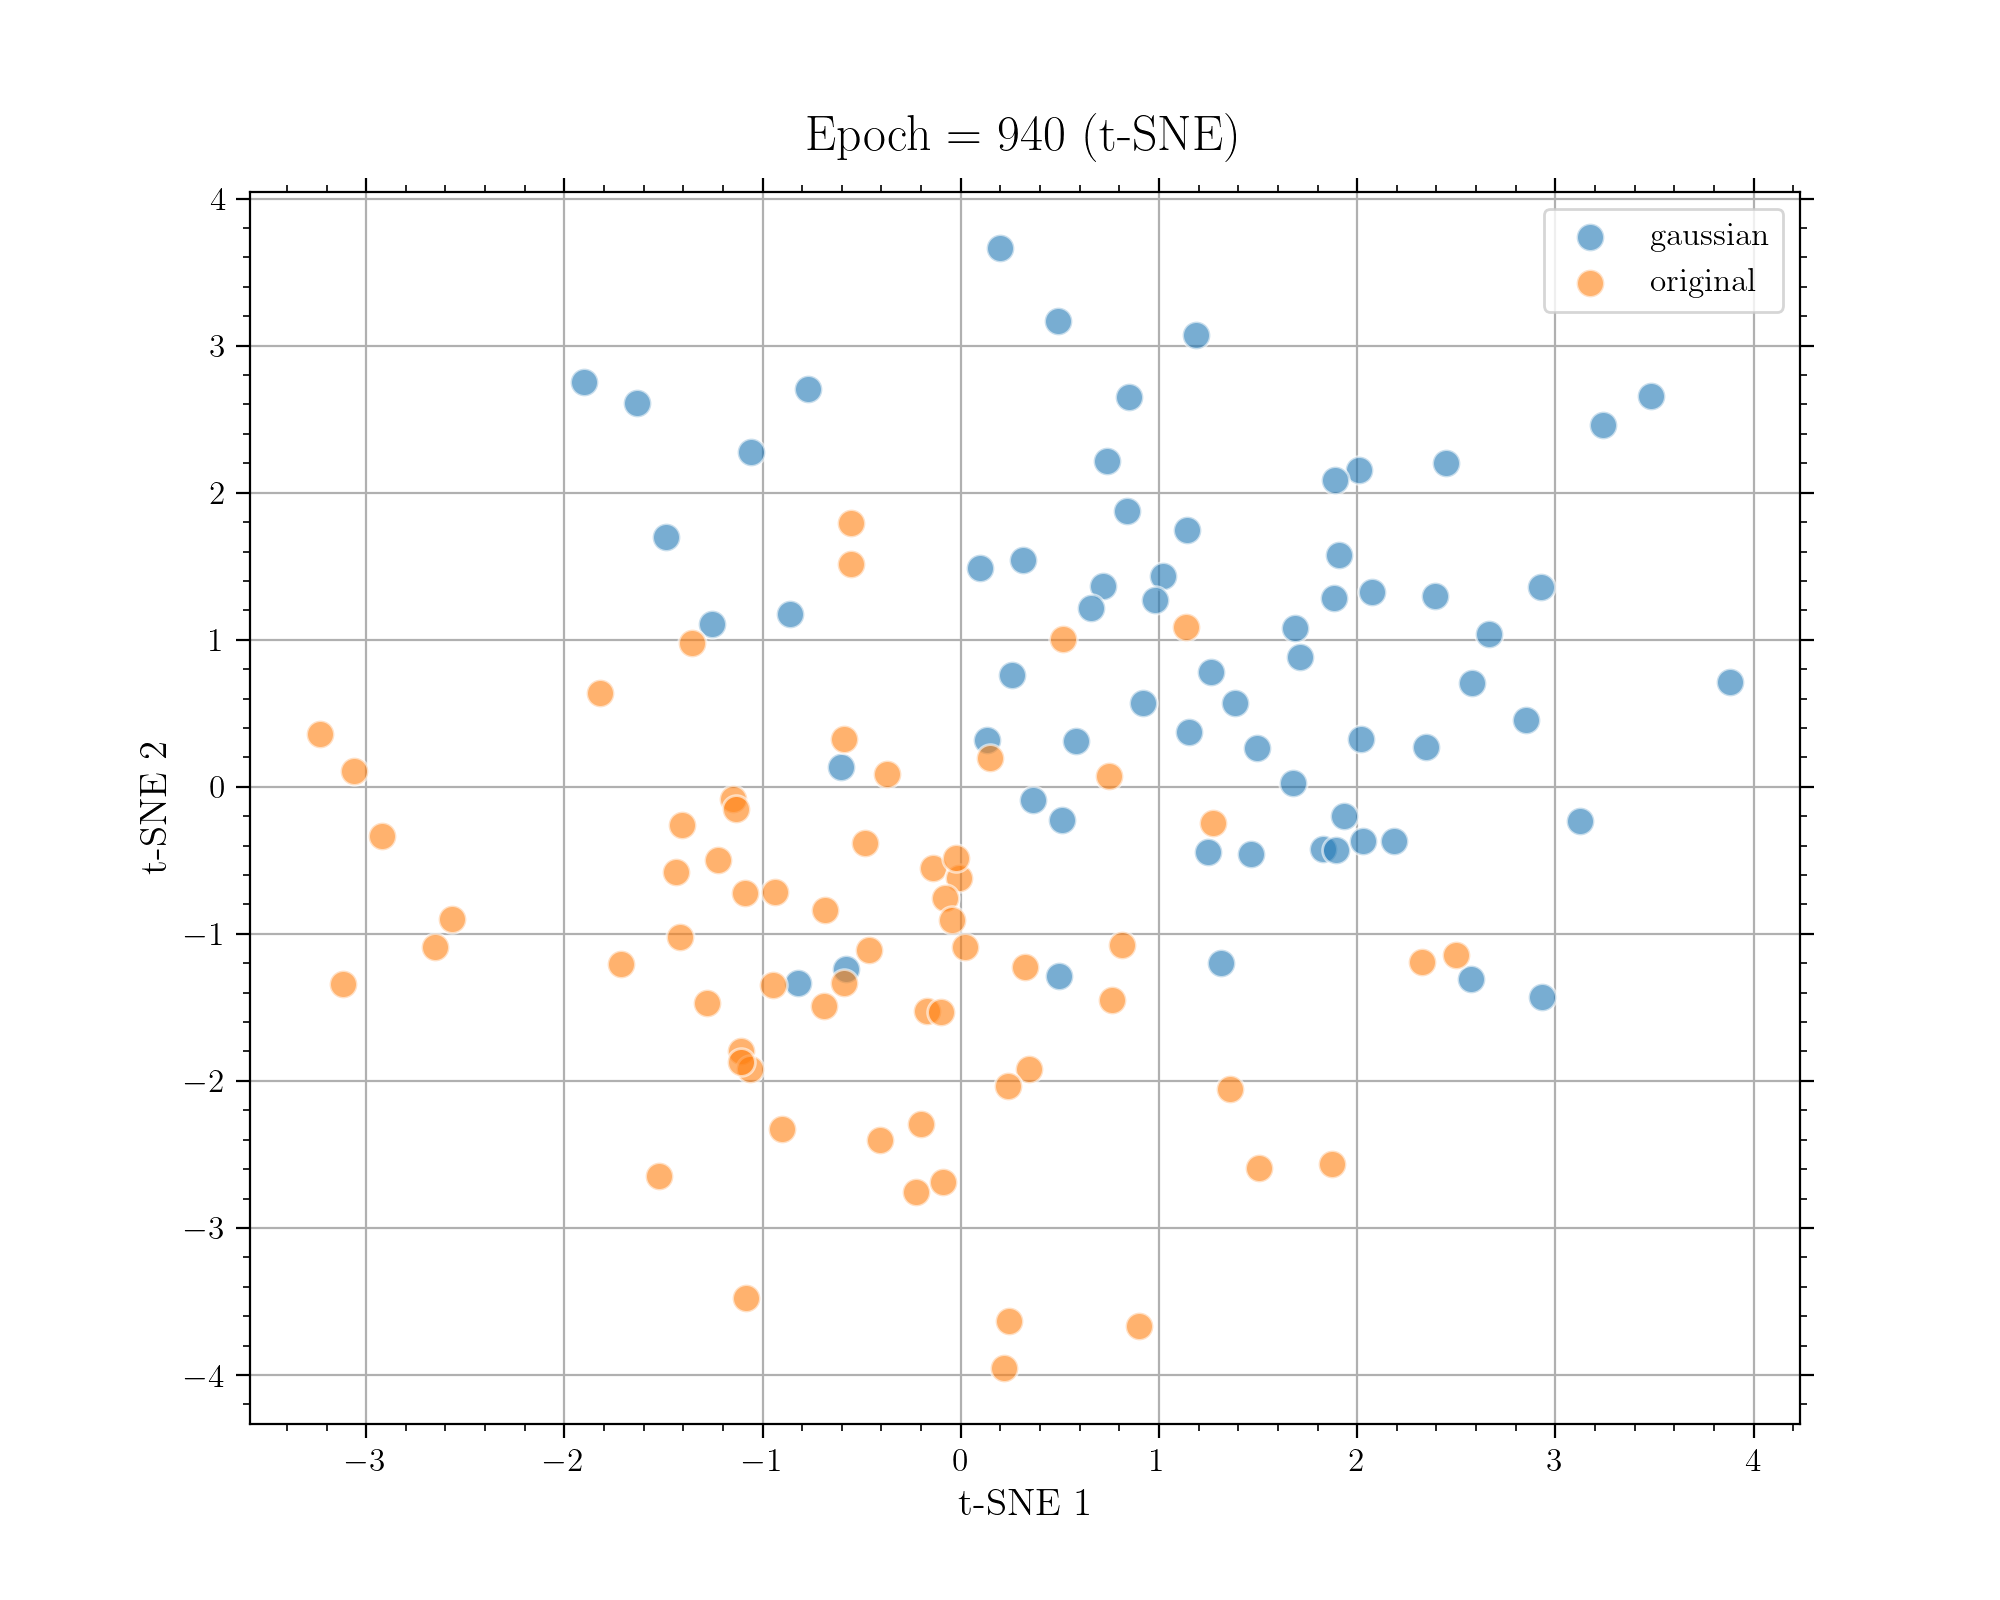 Epoch = 940 (t-SNE)
gaussian
original
4
3
2
1
0
−1
−2
−3
−4
t-SNE 2
−3 −2 −1 0 1 2 3 4
t-SNE 1